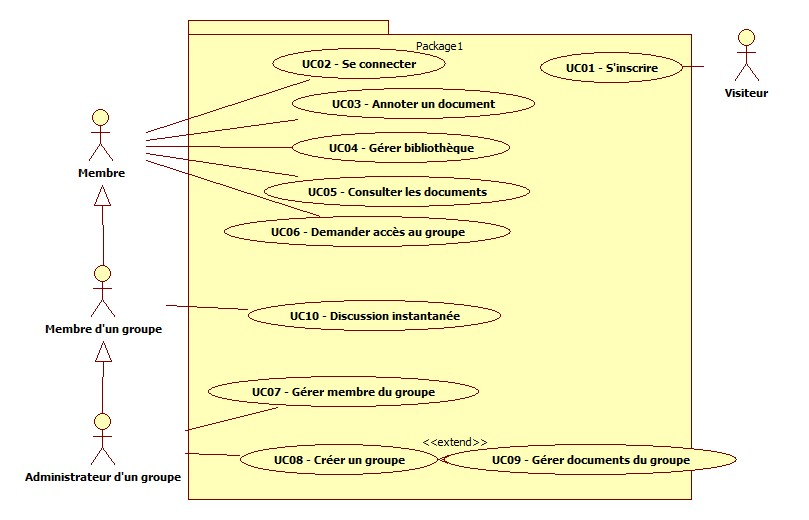 Package1
UC02 - Se connecter
UC01 - S'inscrire
Visiteur
UC03 - Annoter un document
UC04 - Gérer bibliothèque
Membre
UC05 - Consulter les documents
UC06 - Demander accès au groupe
Membre d'un groupe
UC10 - Discussion instantanée
UC07 - Gérer membre du groupe
<<extend>>
UC08 - Créer un groupe
UC09 - Gérer documents du groupe
Administrateur d'un groupe